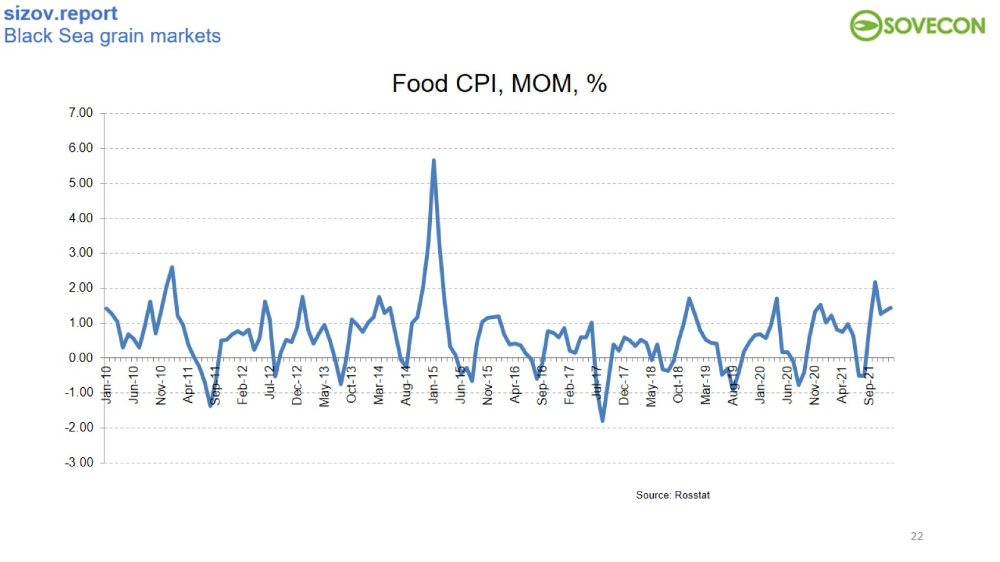 sizov.report
Black Sea grain markets
SOVECON
Food CPI, MOM, %
7.00
6.00
5.00
4.00
3.00
2.00
1.00
0.00
-1.00
-2.00
-3.00
Jan-10
Jun-10
Nov-10
Apr-11
Sep-11
Feb-12
Jul-12
Dec-12
May-13
Oct-13
Mar-14
Aug-14
Jan-15
Jun-15
Nov-15
Apr-16
Sep-16
Feb-17
Jul-17
Dec-17
May-18
Oct-18
Mar-19
Aug-19
Jan-20
Jun-20
Nov-20
Apr-21
Sep-21
Source: Rosstat
22